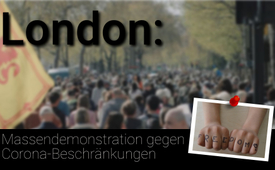 London:
Massendemonstration gegen
Corona-Beschränkungen